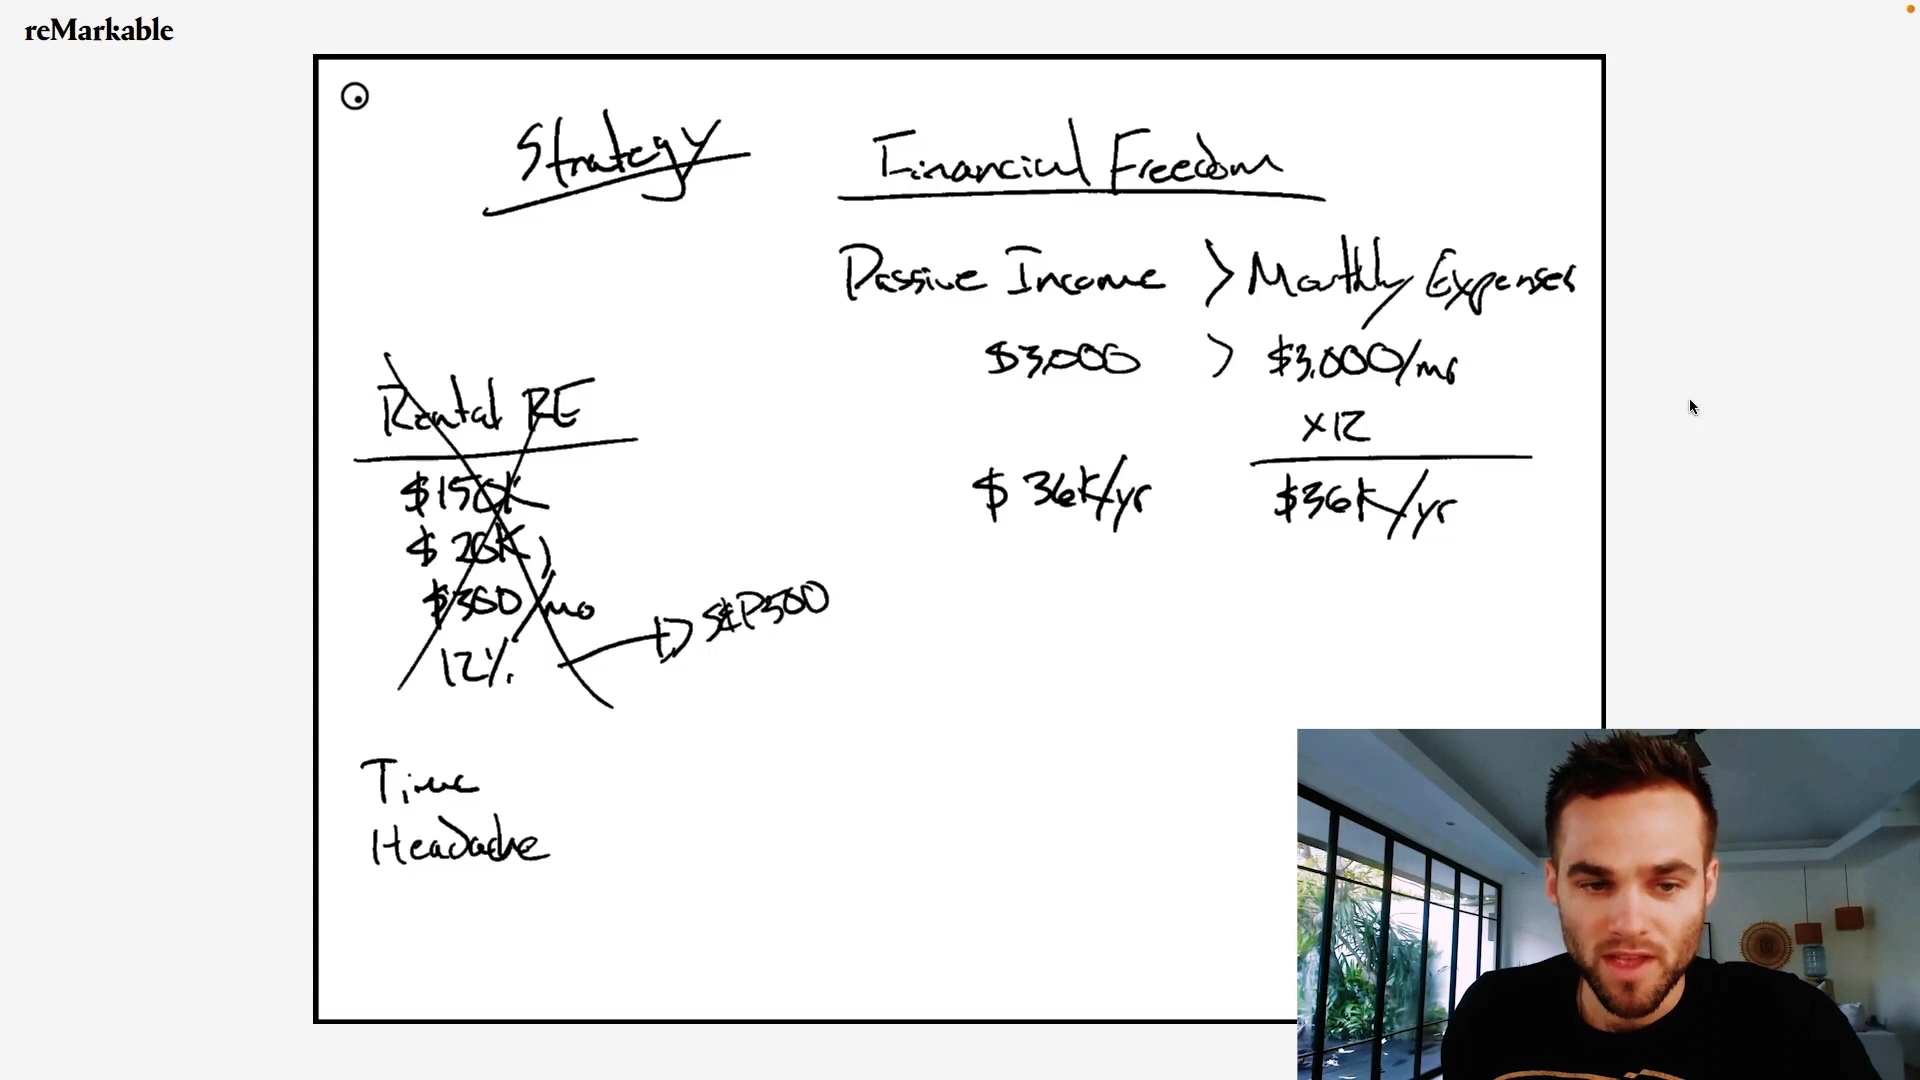 reMarkable
Strategy
Financial Freedom
Passive Income > Monthly Expenses
$3,000 > $3,000/mo
x12
$36K/yr $36K/yr
Rental RE
$150K
$20K
$300/mo
12%
S&P500
Time
Headache